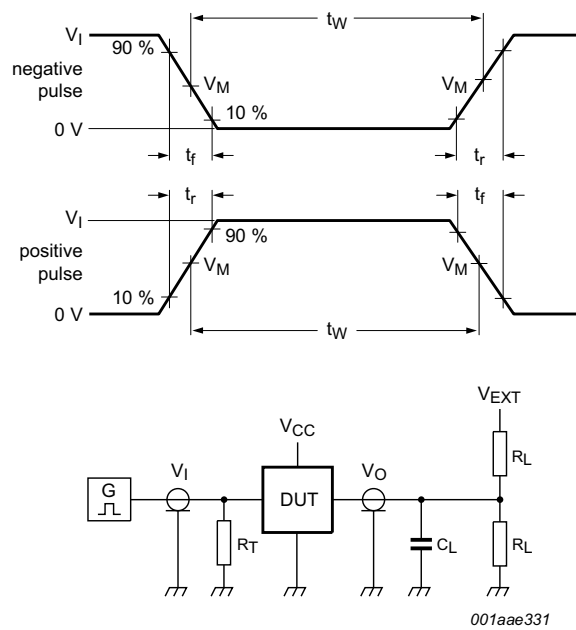 V_I
t_W
90 %
negative
pulse
V_M
V_M
10 %
0 V
t_f
t_r
t_r
t_f
V_I
90 %
positive
pulse
V_M
V_M
10 %
0 V
t_W
V_EXT
V_CC
R_L
V_I
V_O
G
DUT
R_T
C_L
R_L
001aae331